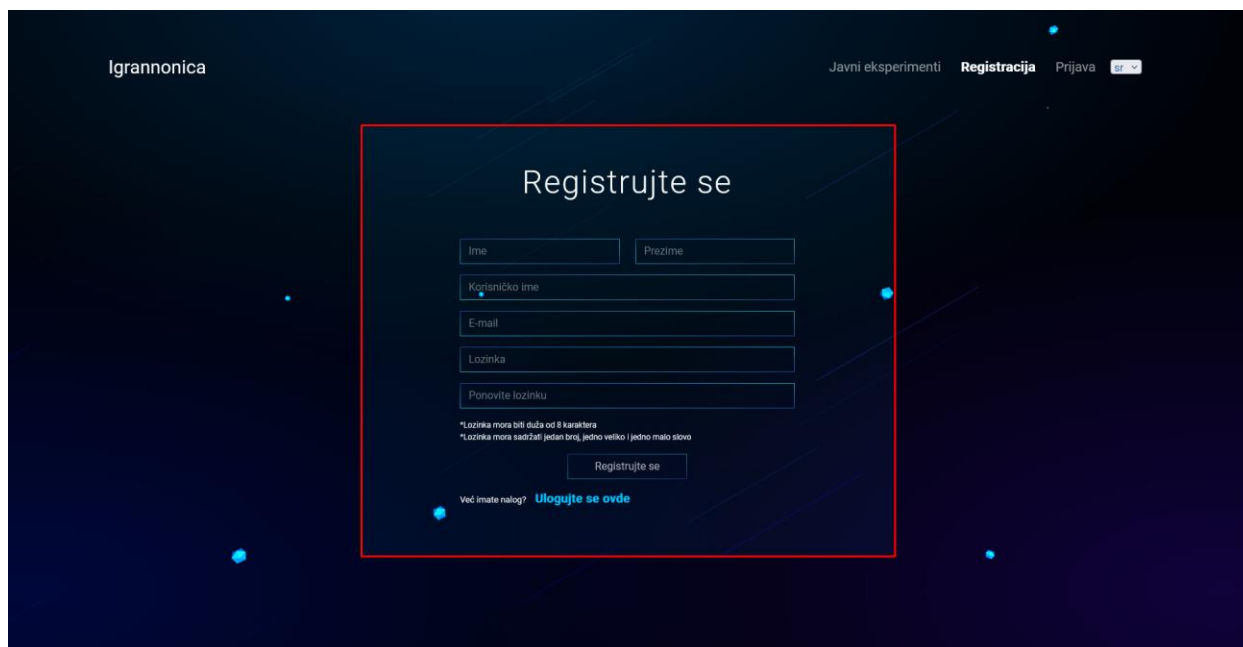 Igrannonica Javni eksperimenti Registracija Prijava sr
Registrujte se
Ime Prezime
Korisničko ime
E-mail
Lozinka
Ponovite lozinku
*Lozinka mora biti duža od 8 karaktera
*Lozinka mora sadržati jedan broj, jedno veliko i jedno malo slovo
Registrujte se
Već imate nalog? Ulogujte se ovde